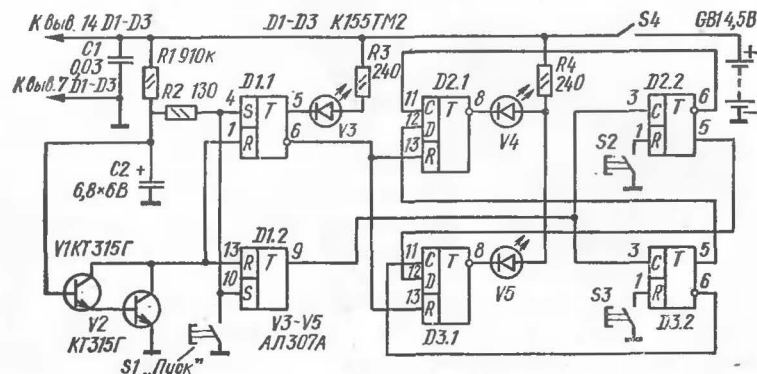 К выв. 14 D1-D3
D1-D3 К155ТМ2
S4
GB1 4,5В
C1
0,03
R1 910к
R3
240
R4
240
К выв. 7 D1-D3
R2 130
D1.1
4 S T 5
1 R 6
V3
D2.1
11 C T 8
12 D
13 R
V4
D2.2
3 C T 6
1 R 5
S2
C2 +
6,8×6В
D1.2
13 R T 9
10 S
V1 КТ315Г
V2
КТ315Г
S1 „Пуск"
V3-V5
АЛ307А
11 C T 8
12 D
13 R
D3.1
V5
3 C T 5
1 R 6
D3.2
S3
+
-